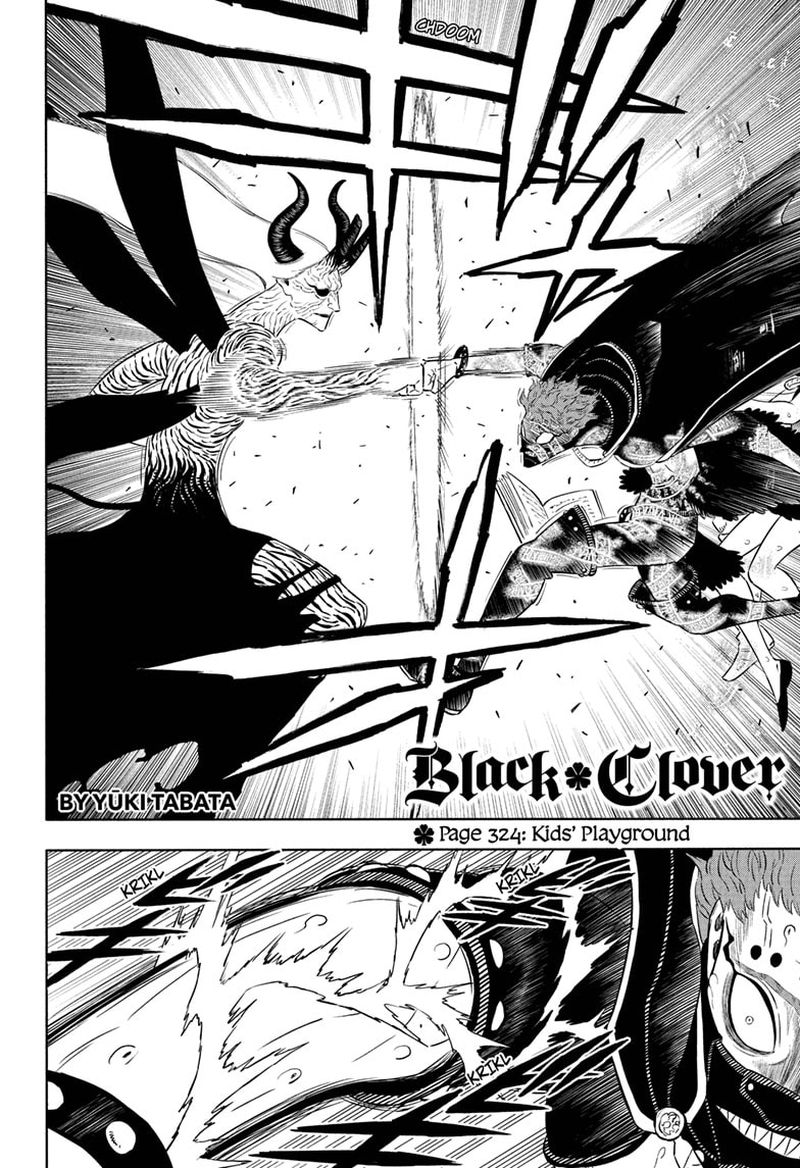 CHDOOM
Black Clover
BY YŪKI TABATA
Page 324: Kids' Playground
KRIKL
KRIKL
KRIKL